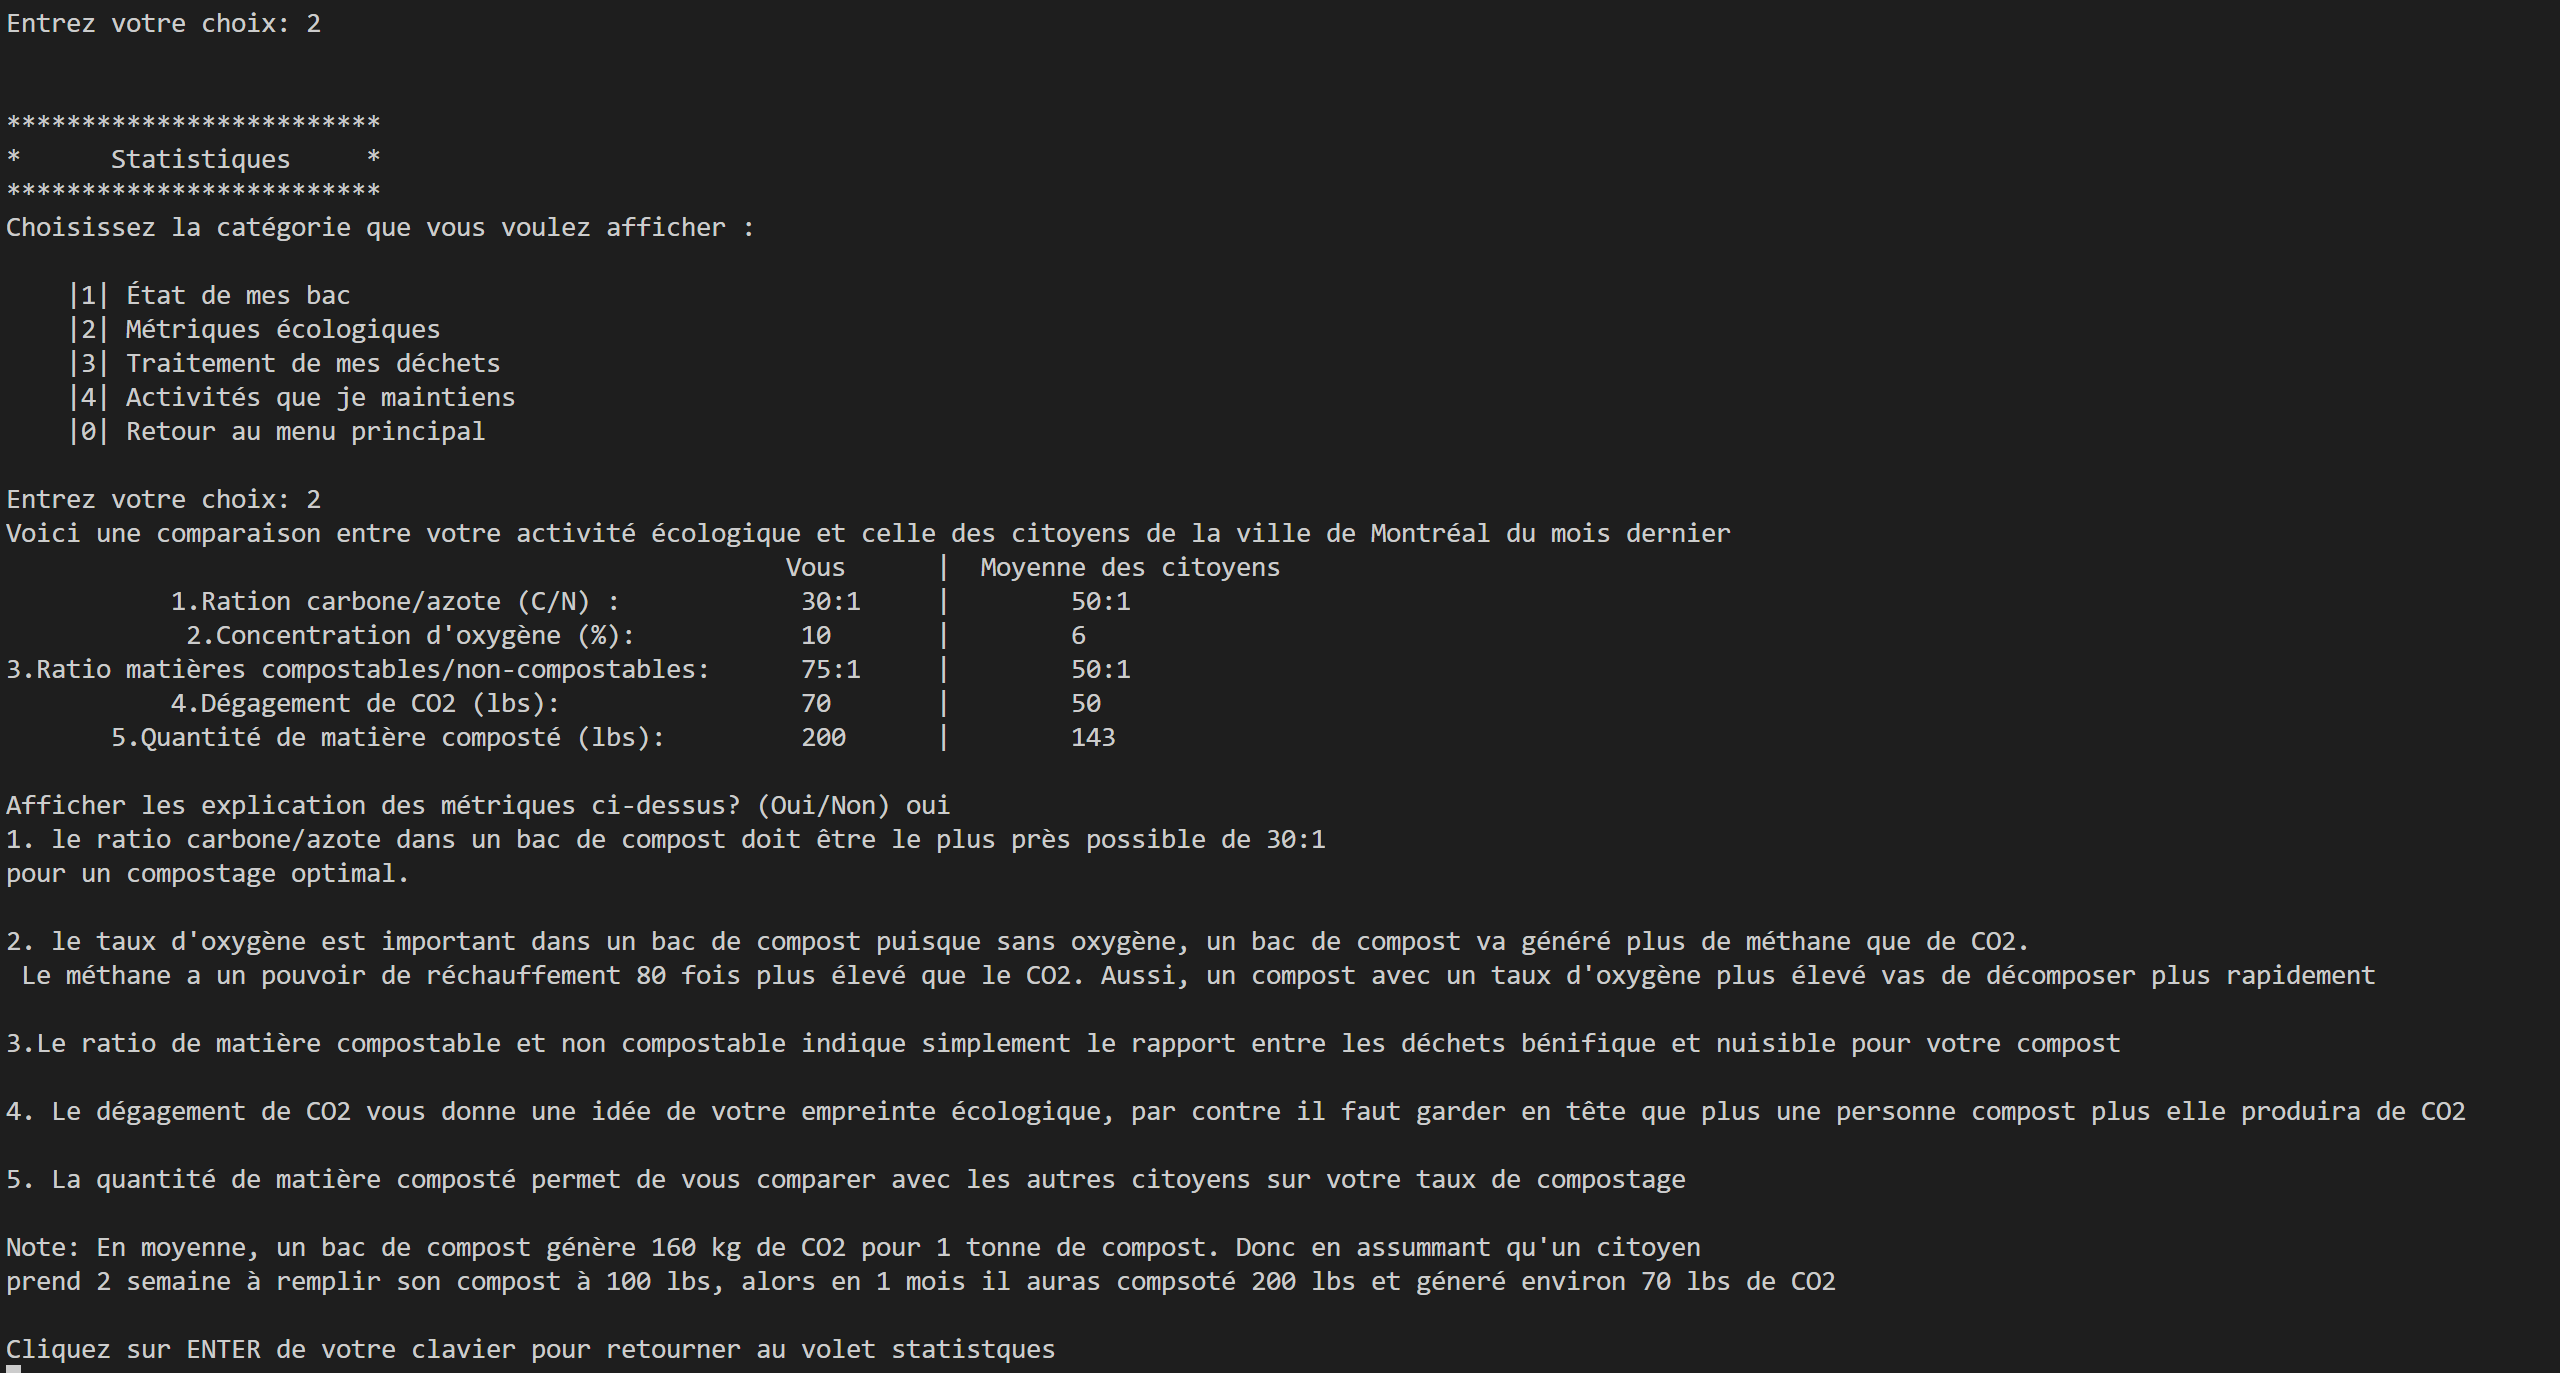 Entrez votre choix: 2
*************************
*      Statistiques     *
*************************
Choisissez la catégorie que vous voulez afficher :
|1| État de mes bac
|2| Métriques écologiques
|3| Traitement de mes déchets
|4| Activités que je maintiens
|0| Retour au menu principal
Entrez votre choix: 2
Voici une comparaison entre votre activité écologique et celle des citoyens de la ville de Montréal du mois dernier
Vous | Moyenne des citoyens
1.Ration carbone/azote (C/N) : 30:1 | 50:1
2.Concentration d'oxygène (%): 10 | 6
3.Ratio matières compostables/non-compostables: 75:1 | 50:1
4.Dégagement de CO2 (lbs): 70 | 50
5.Quantité de matière composté (lbs): 200 | 143
Afficher les explication des métriques ci-dessus? (Oui/Non) oui
1. le ratio carbone/azote dans un bac de compost doit être le plus près possible de 30:1
pour un compostage optimal.
2. le taux d'oxygène est important dans un bac de compost puisque sans oxygène, un bac de compost va généré plus de méthane que de CO2.
Le méthane a un pouvoir de réchauffement 80 fois plus élevé que le CO2. Aussi, un compost avec un taux d'oxygène plus élevé vas de décomposer plus rapidement
3.Le ratio de matière compostable et non compostable indique simplement le rapport entre les déchets bénifique et nuisible pour votre compost
4. Le dégagement de CO2 vous donne une idée de votre empreinte écologique, par contre il faut garder en tête que plus une personne compost plus elle produira de CO2
5. La quantité de matière composté permet de vous comparer avec les autres citoyens sur votre taux de compostage
Note: En moyenne, un bac de compost génère 160 kg de CO2 pour 1 tonne de compost. Donc en assummant qu'un citoyen
prend 2 semaine à remplir son compost à 100 lbs, alors en 1 mois il auras compsoté 200 lbs et géneré environ 70 lbs de CO2
Cliquez sur ENTER de votre clavier pour retourner au volet statistques